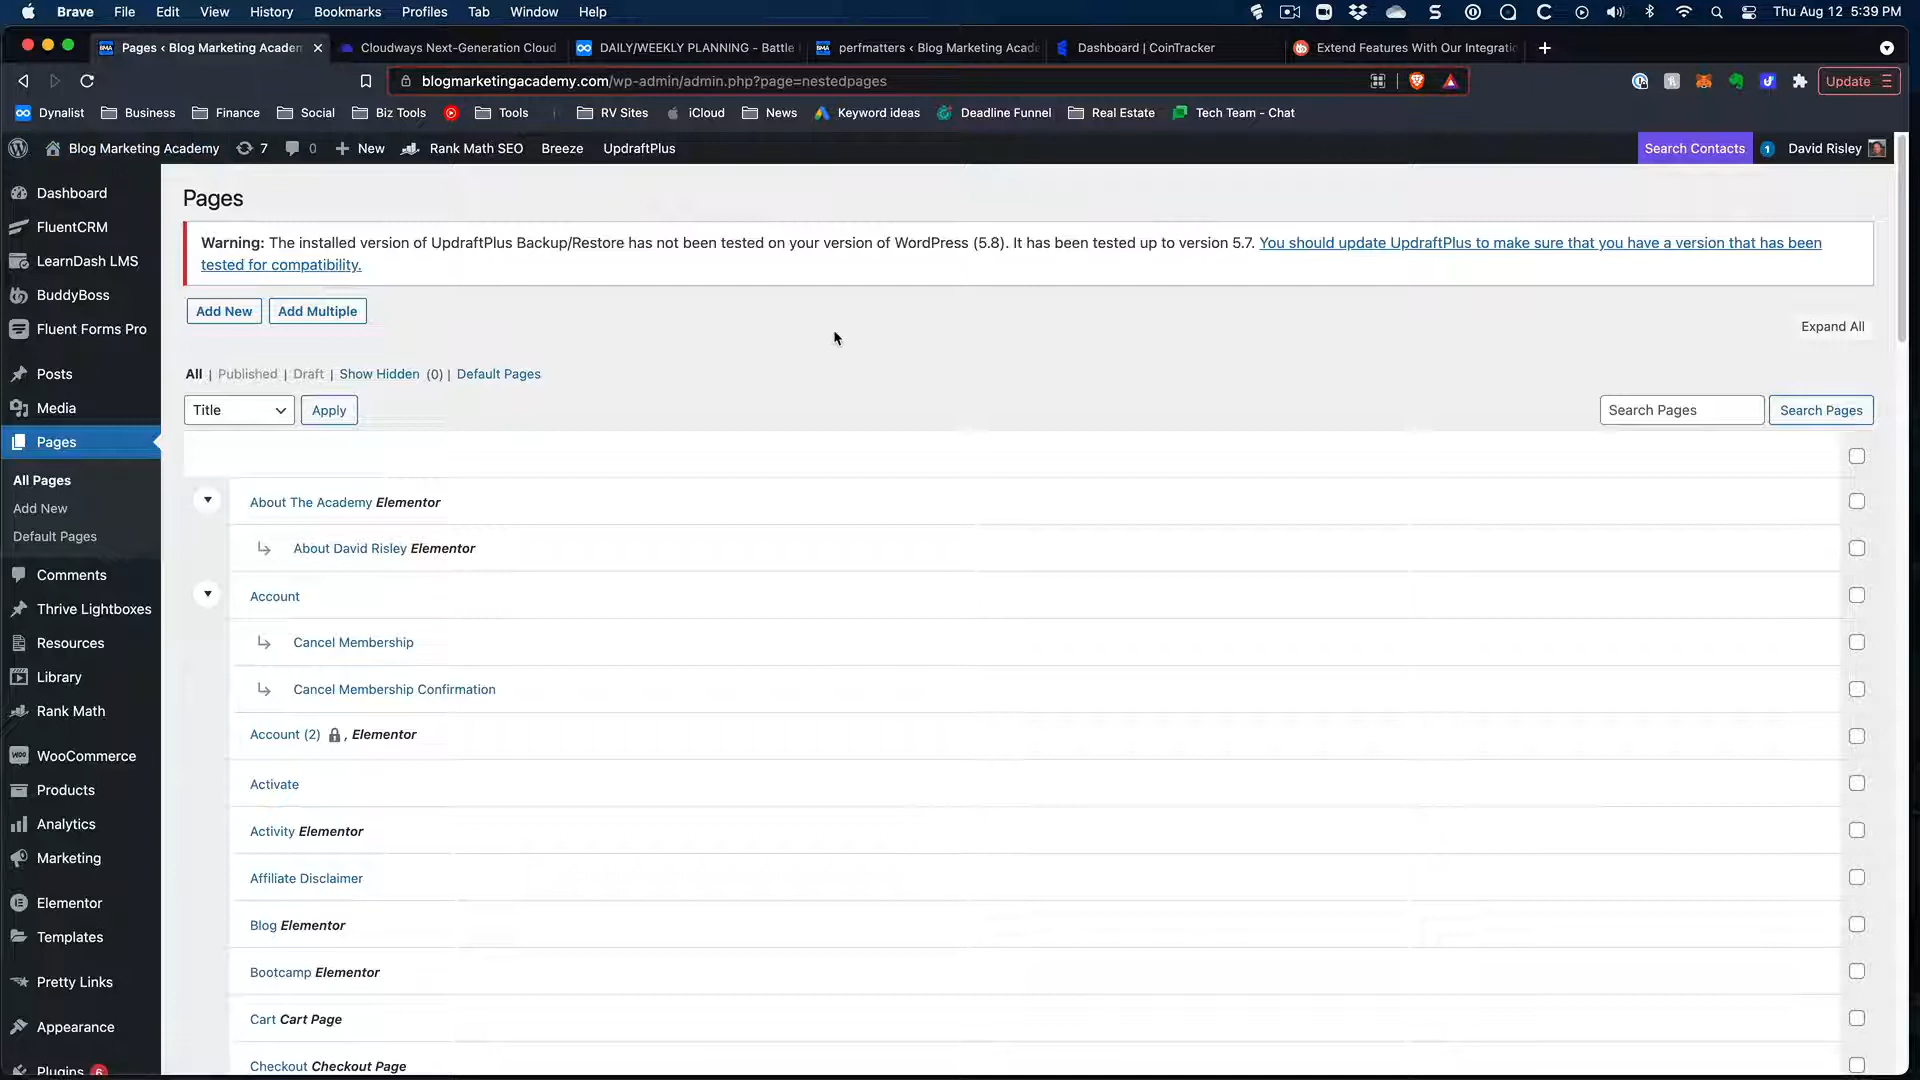 Brave File Edit View History Bookmarks Profiles Tab Window Help Thu Aug 12 5:39 PM
Pages ‹ Blog Marketing Academ Cloudways Next-Generation Cloud DAILY/WEEKLY PLANNING - Battle perfmatters ‹ Blog Marketing Acade Dashboard | CoinTracker Extend Features With Our Integrati
blogmarketingacademy.com/wp-admin/admin.php?page=nestedpages Update
Dynalist Business Finance Social Biz Tools Tools RV Sites iCloud News Keyword ideas Deadline Funnel Real Estate Tech Team - Chat
Blog Marketing Academy 7 0 New Rank Math SEO Breeze UpdraftPlus Search Contacts 1 David Risley
Dashboard
FluentCRM
LearnDash LMS
BuddyBoss
Fluent Forms Pro
Posts
Media
Pages
All Pages
Add New
Default Pages
Comments
Thrive Lightboxes
Resources
Library
Rank Math
WooCommerce
Products
Analytics
Marketing
Elementor
Templates
Pretty Links
Appearance
Plugins 6
Pages
Warning: The installed version of UpdraftPlus Backup/Restore has not been tested on your version of WordPress (5.8). It has been tested up to version 5.7. You should update UpdraftPlus to make sure that you have a version that has been
tested for compatibility.
Add New Add Multiple
Expand All
All | Published | Draft | Show Hidden (0) | Default Pages
Title Apply Search Pages Search Pages
About The Academy Elementor
About David Risley Elementor
Account
Cancel Membership
Cancel Membership Confirmation
Account (2) , Elementor
Activate
Activity Elementor
Affiliate Disclaimer
Blog Elementor
Bootcamp Elementor
Cart Cart Page
Checkout Checkout Page